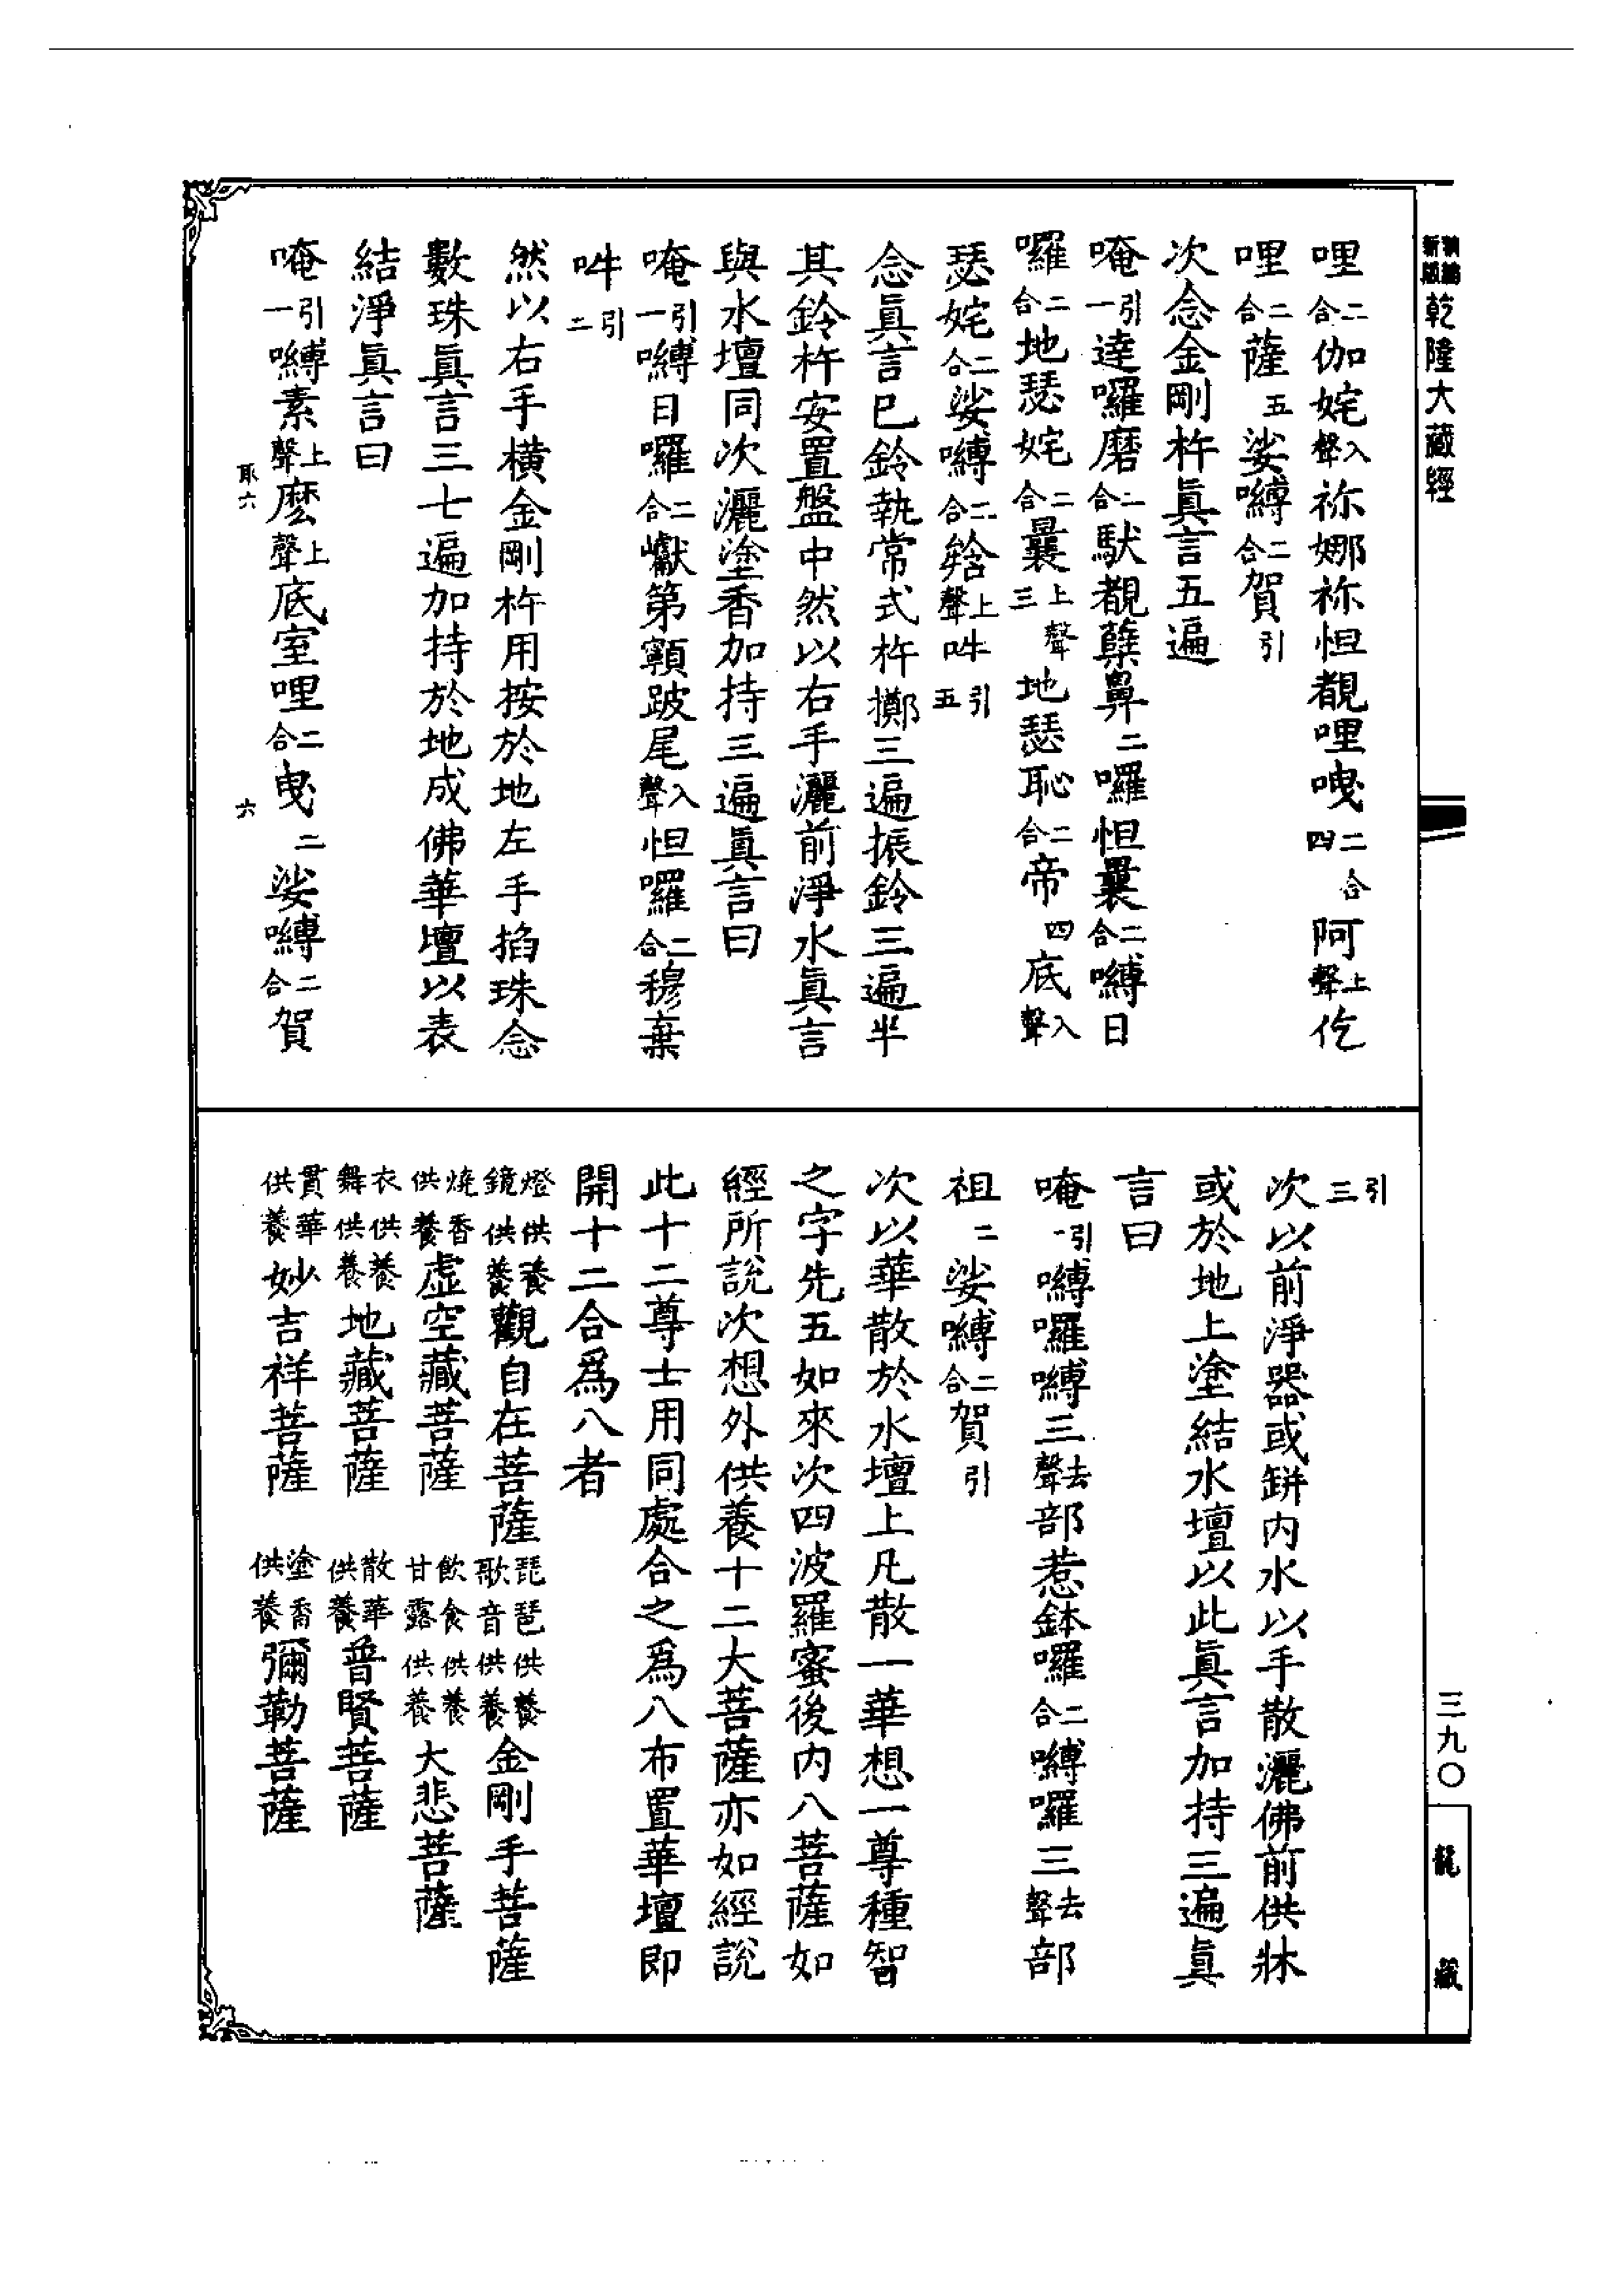 新編縮版 乾隆大藏經
哩二合伽姹入聲祢娜祢怛覩哩曳二合四阿上聲仡
哩二合薩五娑嚩二合賀引
次念金剛杵真言五遍
唵引一達囉磨二合馱覩蘖鼻二囉怛曩二合嚩日
囉二合地瑟姹二合曩上聲三地瑟恥二合帝四底入聲
瑟姹二合娑嚩二合㗛上聲吽引五
念真言已鈴執常式杵擲三遍振鈴三遍半
其鈴杵安置盤中然以右手灑前淨水真言
與水壇同次灑塗香加持三遍真言曰
唵引一嚩日囉二合巘第顐跛尾入聲怛囉二合穆棄
吽引二
然以右手橫金剛杵用按於地左手掐珠念
數珠真言三七遍加持於地成佛華壇以表
結淨真言曰
唵引一嚩素上聲麽上聲底室哩二合曳二娑嚩二合賀
取六 六
引三
次以前淨器或缾內水以手散灑佛前供牀
或於地上塗結水壇以此真言加持三遍真
言曰
唵引一嚩囉嚩三去聲部惹鉢囉二合嚩囉三去聲部
祖二娑嚩二合賀引
次以華散於水壇上凡散一華想一尊種智
之字先五如來次四波羅蜜後內八菩薩如
經所說次想外供養十二大菩薩亦如經說
此十二尊士用同處合之為八布置華壇即
開十二合為八者
燈供養鏡供養觀自在菩薩 琵琶供養歌音供養金剛手菩薩
燒香供養虛空藏菩薩 飲食供養甘露供養大悲菩薩
衣供養舞供養地藏菩薩 散華供養普賢菩薩
貫華供養妙吉祥菩薩 塗香供養彌勒菩薩
三九〇
龍藏